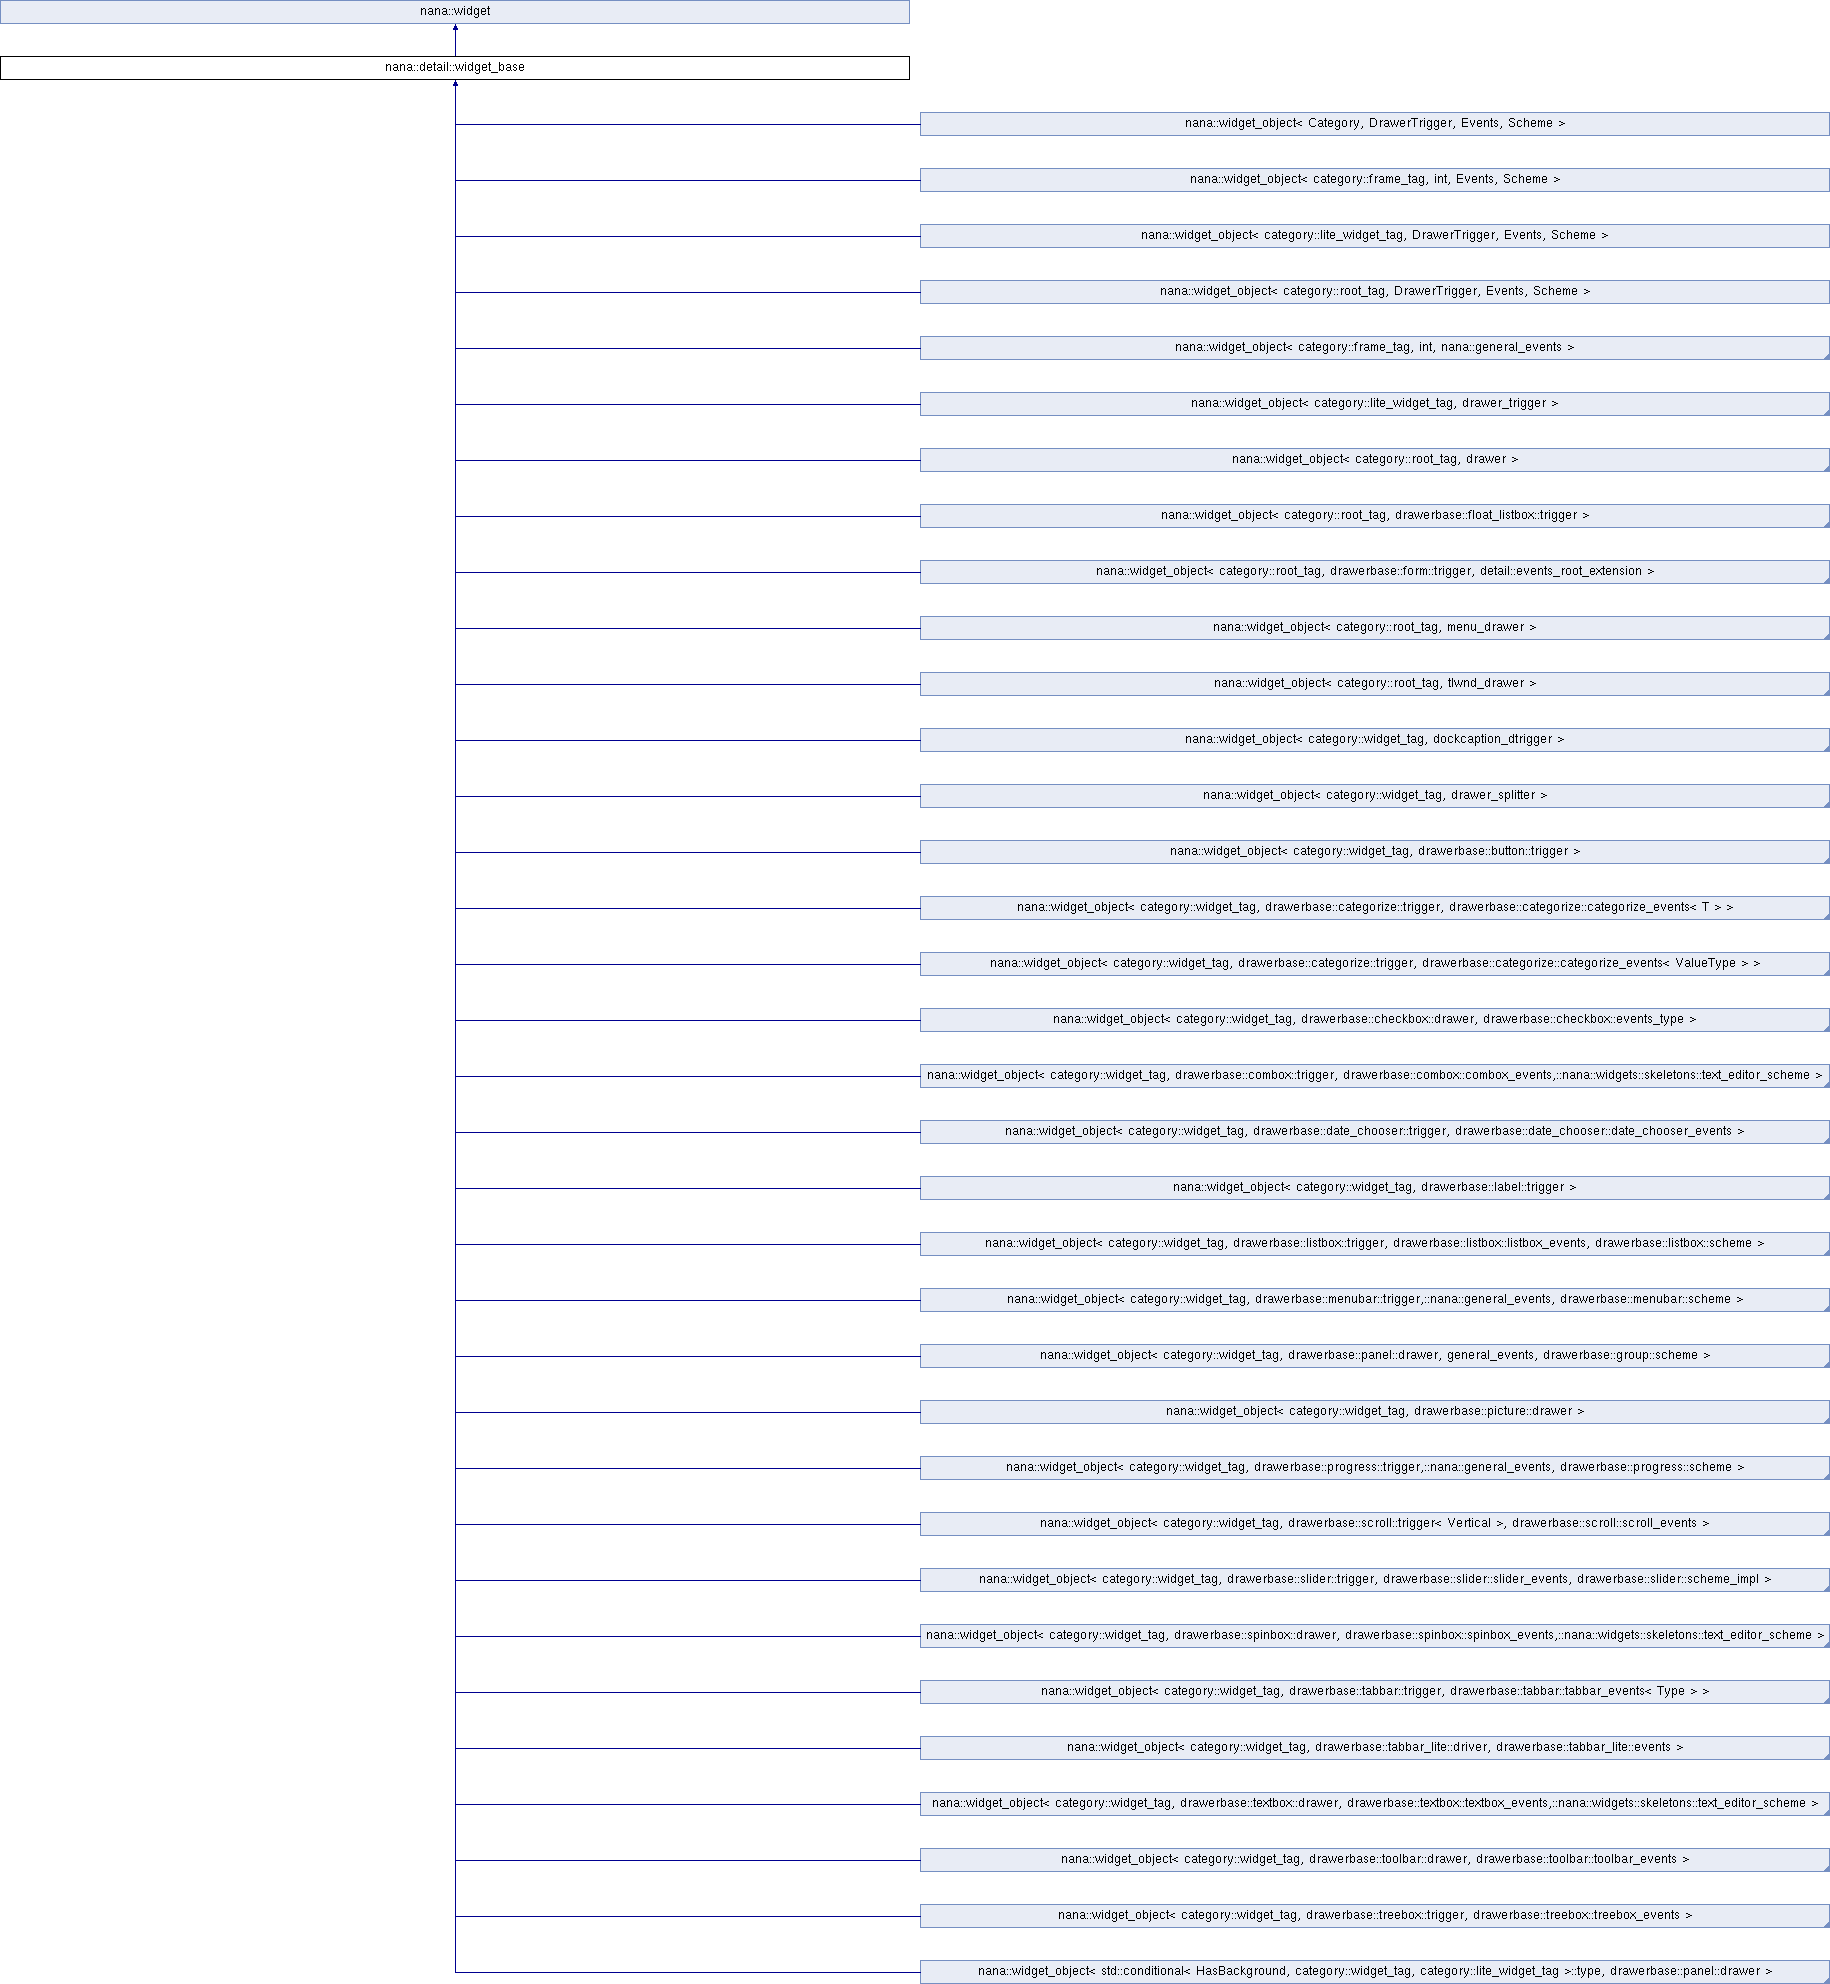 nana::widget
nana::detail::widget_base
nana::widget_object< Category, DrawerTrigger, Events, Scheme >
nana::widget_object< category::frame_tag, int, Events, Scheme >
nana::widget_object< category::lite_widget_tag, DrawerTrigger, Events, Scheme >
nana::widget_object< category::root_tag, DrawerTrigger, Events, Scheme >
nana::widget_object< category::frame_tag, int, nana::general_events >
nana::widget_object< category::lite_widget_tag, drawer_trigger >
nana::widget_object< category::root_tag, drawer >
nana::widget_object< category::root_tag, drawerbase::float_listbox::trigger >
nana::widget_object< category::root_tag, drawerbase::form::trigger, detail::events_root_extension >
nana::widget_object< category::root_tag, menu_drawer >
nana::widget_object< category::root_tag, tlwnd_drawer >
nana::widget_object< category::widget_tag, dockcaption_dtrigger >
nana::widget_object< category::widget_tag, drawer_splitter >
nana::widget_object< category::widget_tag, drawerbase::button::trigger >
nana::widget_object< category::widget_tag, drawerbase::categorize::trigger, drawerbase::categorize::categorize_events< T > >
nana::widget_object< category::widget_tag, drawerbase::categorize::trigger, drawerbase::categorize::categorize_events< ValueType > >
nana::widget_object< category::widget_tag, drawerbase::checkbox::drawer, drawerbase::checkbox::events_type >
nana::widget_object< category::widget_tag, drawerbase::combox::trigger, drawerbase::combox::combox_events,::nana::widgets::skeletons::text_editor_scheme >
nana::widget_object< category::widget_tag, drawerbase::date_chooser::trigger, drawerbase::date_chooser::date_chooser_events >
nana::widget_object< category::widget_tag, drawerbase::label::trigger >
nana::widget_object< category::widget_tag, drawerbase::listbox::trigger, drawerbase::listbox::listbox_events, drawerbase::listbox::scheme >
nana::widget_object< category::widget_tag, drawerbase::menubar::trigger,::nana::general_events, drawerbase::menubar::scheme >
nana::widget_object< category::widget_tag, drawerbase::panel::drawer, general_events, drawerbase::group::scheme >
nana::widget_object< category::widget_tag, drawerbase::picture::drawer >
nana::widget_object< category::widget_tag, drawerbase::progress::trigger,::nana::general_events, drawerbase::progress::scheme >
nana::widget_object< category::widget_tag, drawerbase::scroll::trigger< Vertical >, drawerbase::scroll::scroll_events >
nana::widget_object< category::widget_tag, drawerbase::slider::trigger, drawerbase::slider::slider_events, drawerbase::slider::scheme_impl >
nana::widget_object< category::widget_tag, drawerbase::spinbox::drawer, drawerbase::spinbox::spinbox_events,::nana::widgets::skeletons::text_editor_scheme >
nana::widget_object< category::widget_tag, drawerbase::tabbar::trigger, drawerbase::tabbar::tabbar_events< Type > >
nana::widget_object< category::widget_tag, drawerbase::tabbar_lite::driver, drawerbase::tabbar_lite::events >
nana::widget_object< category::widget_tag, drawerbase::textbox::drawer, drawerbase::textbox::textbox_events,::nana::widgets::skeletons::text_editor_scheme >
nana::widget_object< category::widget_tag, drawerbase::toolbar::drawer, drawerbase::toolbar::toolbar_events >
nana::widget_object< category::widget_tag, drawerbase::treebox::trigger, drawerbase::treebox::treebox_events >
nana::widget_object< std::conditional< HasBackground, category::widget_tag, category::lite_widget_tag >::type, drawerbase::panel::drawer >